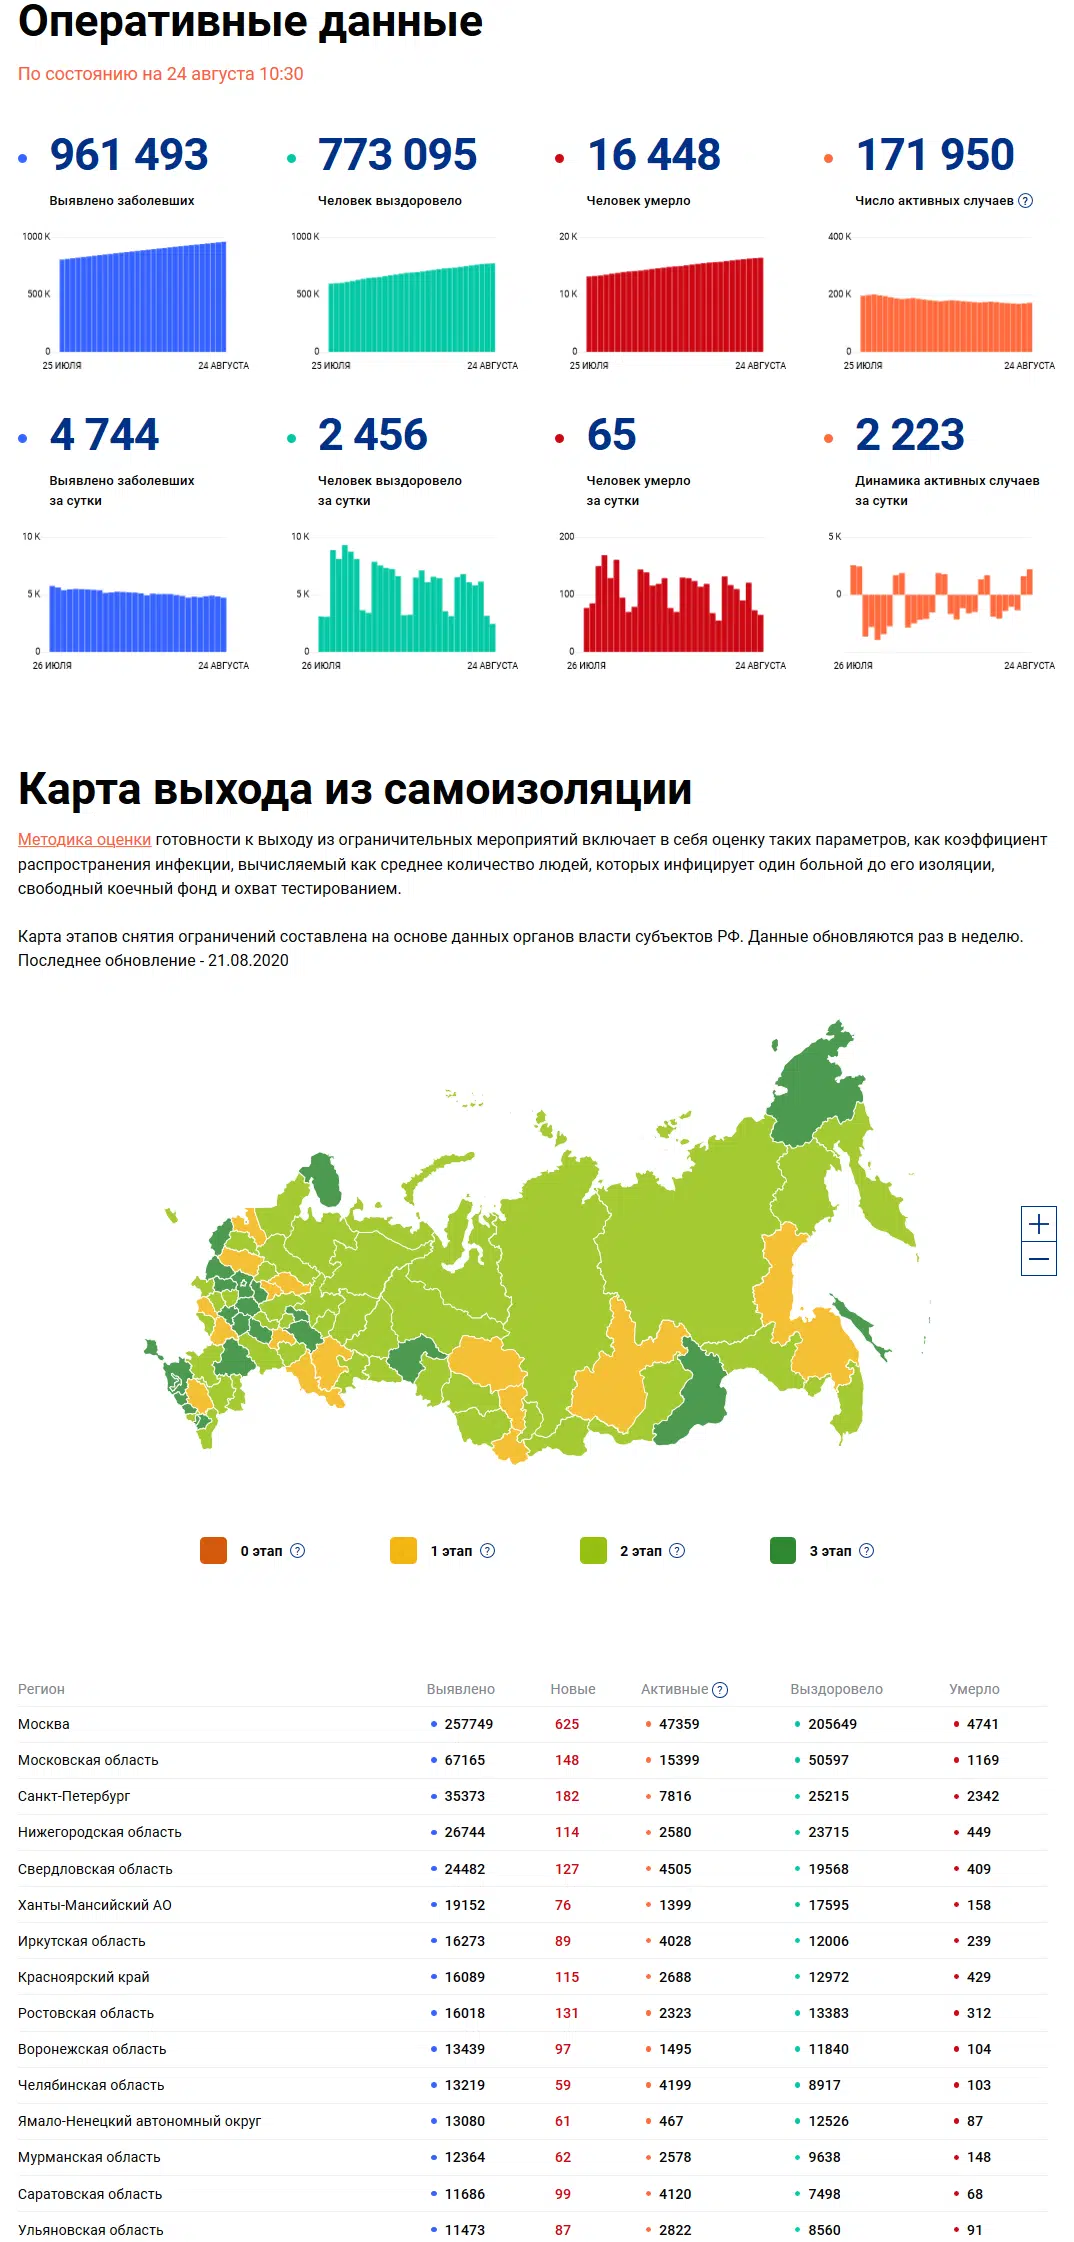 Оперативные данные
По состоянию на 24 августа 10:30
961 493 773 095 16 448 171 950
Выявлено заболевших Человек выздоровело Человек умерло Число активных случаев ?
1000 K 1000 K 20 K 400 K
500 K 500 K 10 K 200 K
0 0 0 0
25 ИЮЛЯ 24 АВГУСТА 25 ИЮЛЯ 24 АВГУСТА 25 ИЮЛЯ 24 АВГУСТА 25 ИЮЛЯ 24 АВГУСТА
4 744 2 456 65 2 223
Выявлено заболевших Человек выздоровело Человек умерло Динамика активных случаев
за сутки за сутки за сутки за сутки
10 K 10 K 200 5 K
5 K 5 K 100 0
0 0 0
26 ИЮЛЯ 24 АВГУСТА 26 ИЮЛЯ 24 АВГУСТА 26 ИЮЛЯ 24 АВГУСТА 26 ИЮЛЯ 24 АВГУСТА
Карта выхода из самоизоляции
Методика оценки готовности к выходу из ограничительных мероприятий включает в себя оценку таких параметров, как коэффициент
распространения инфекции, вычисляемый как среднее количество людей, которых инфицирует один больной до его изоляции,
свободный коечный фонд и охват тестированием.
Карта этапов снятия ограничений составлена на основе данных органов власти субъектов РФ. Данные обновляются раз в неделю.
Последнее обновление - 21.08.2020
+
−
0 этап ? 1 этап ? 2 этап ? 3 этап ?
Регион Выявлено Новые Активные ? Выздоровело Умерло
Москва 257749 625 47359 205649 4741
Московская область 67165 148 15399 50597 1169
Санкт-Петербург 35373 182 7816 25215 2342
Нижегородская область 26744 114 2580 23715 449
Свердловская область 24482 127 4505 19568 409
Ханты-Мансийский АО 19152 76 1399 17595 158
Иркутская область 16273 89 4028 12006 239
Красноярский край 16089 115 2688 12972 429
Ростовская область 16018 131 2323 13383 312
Воронежская область 13439 97 1495 11840 104
Челябинская область 13219 59 4199 8917 103
Ямало-Ненецкий автономный округ 13080 61 467 12526 87
Мурманская область 12364 62 2578 9638 148
Саратовская область 11686 99 4120 7498 68
Ульяновская область 11473 87 2822 8560 91